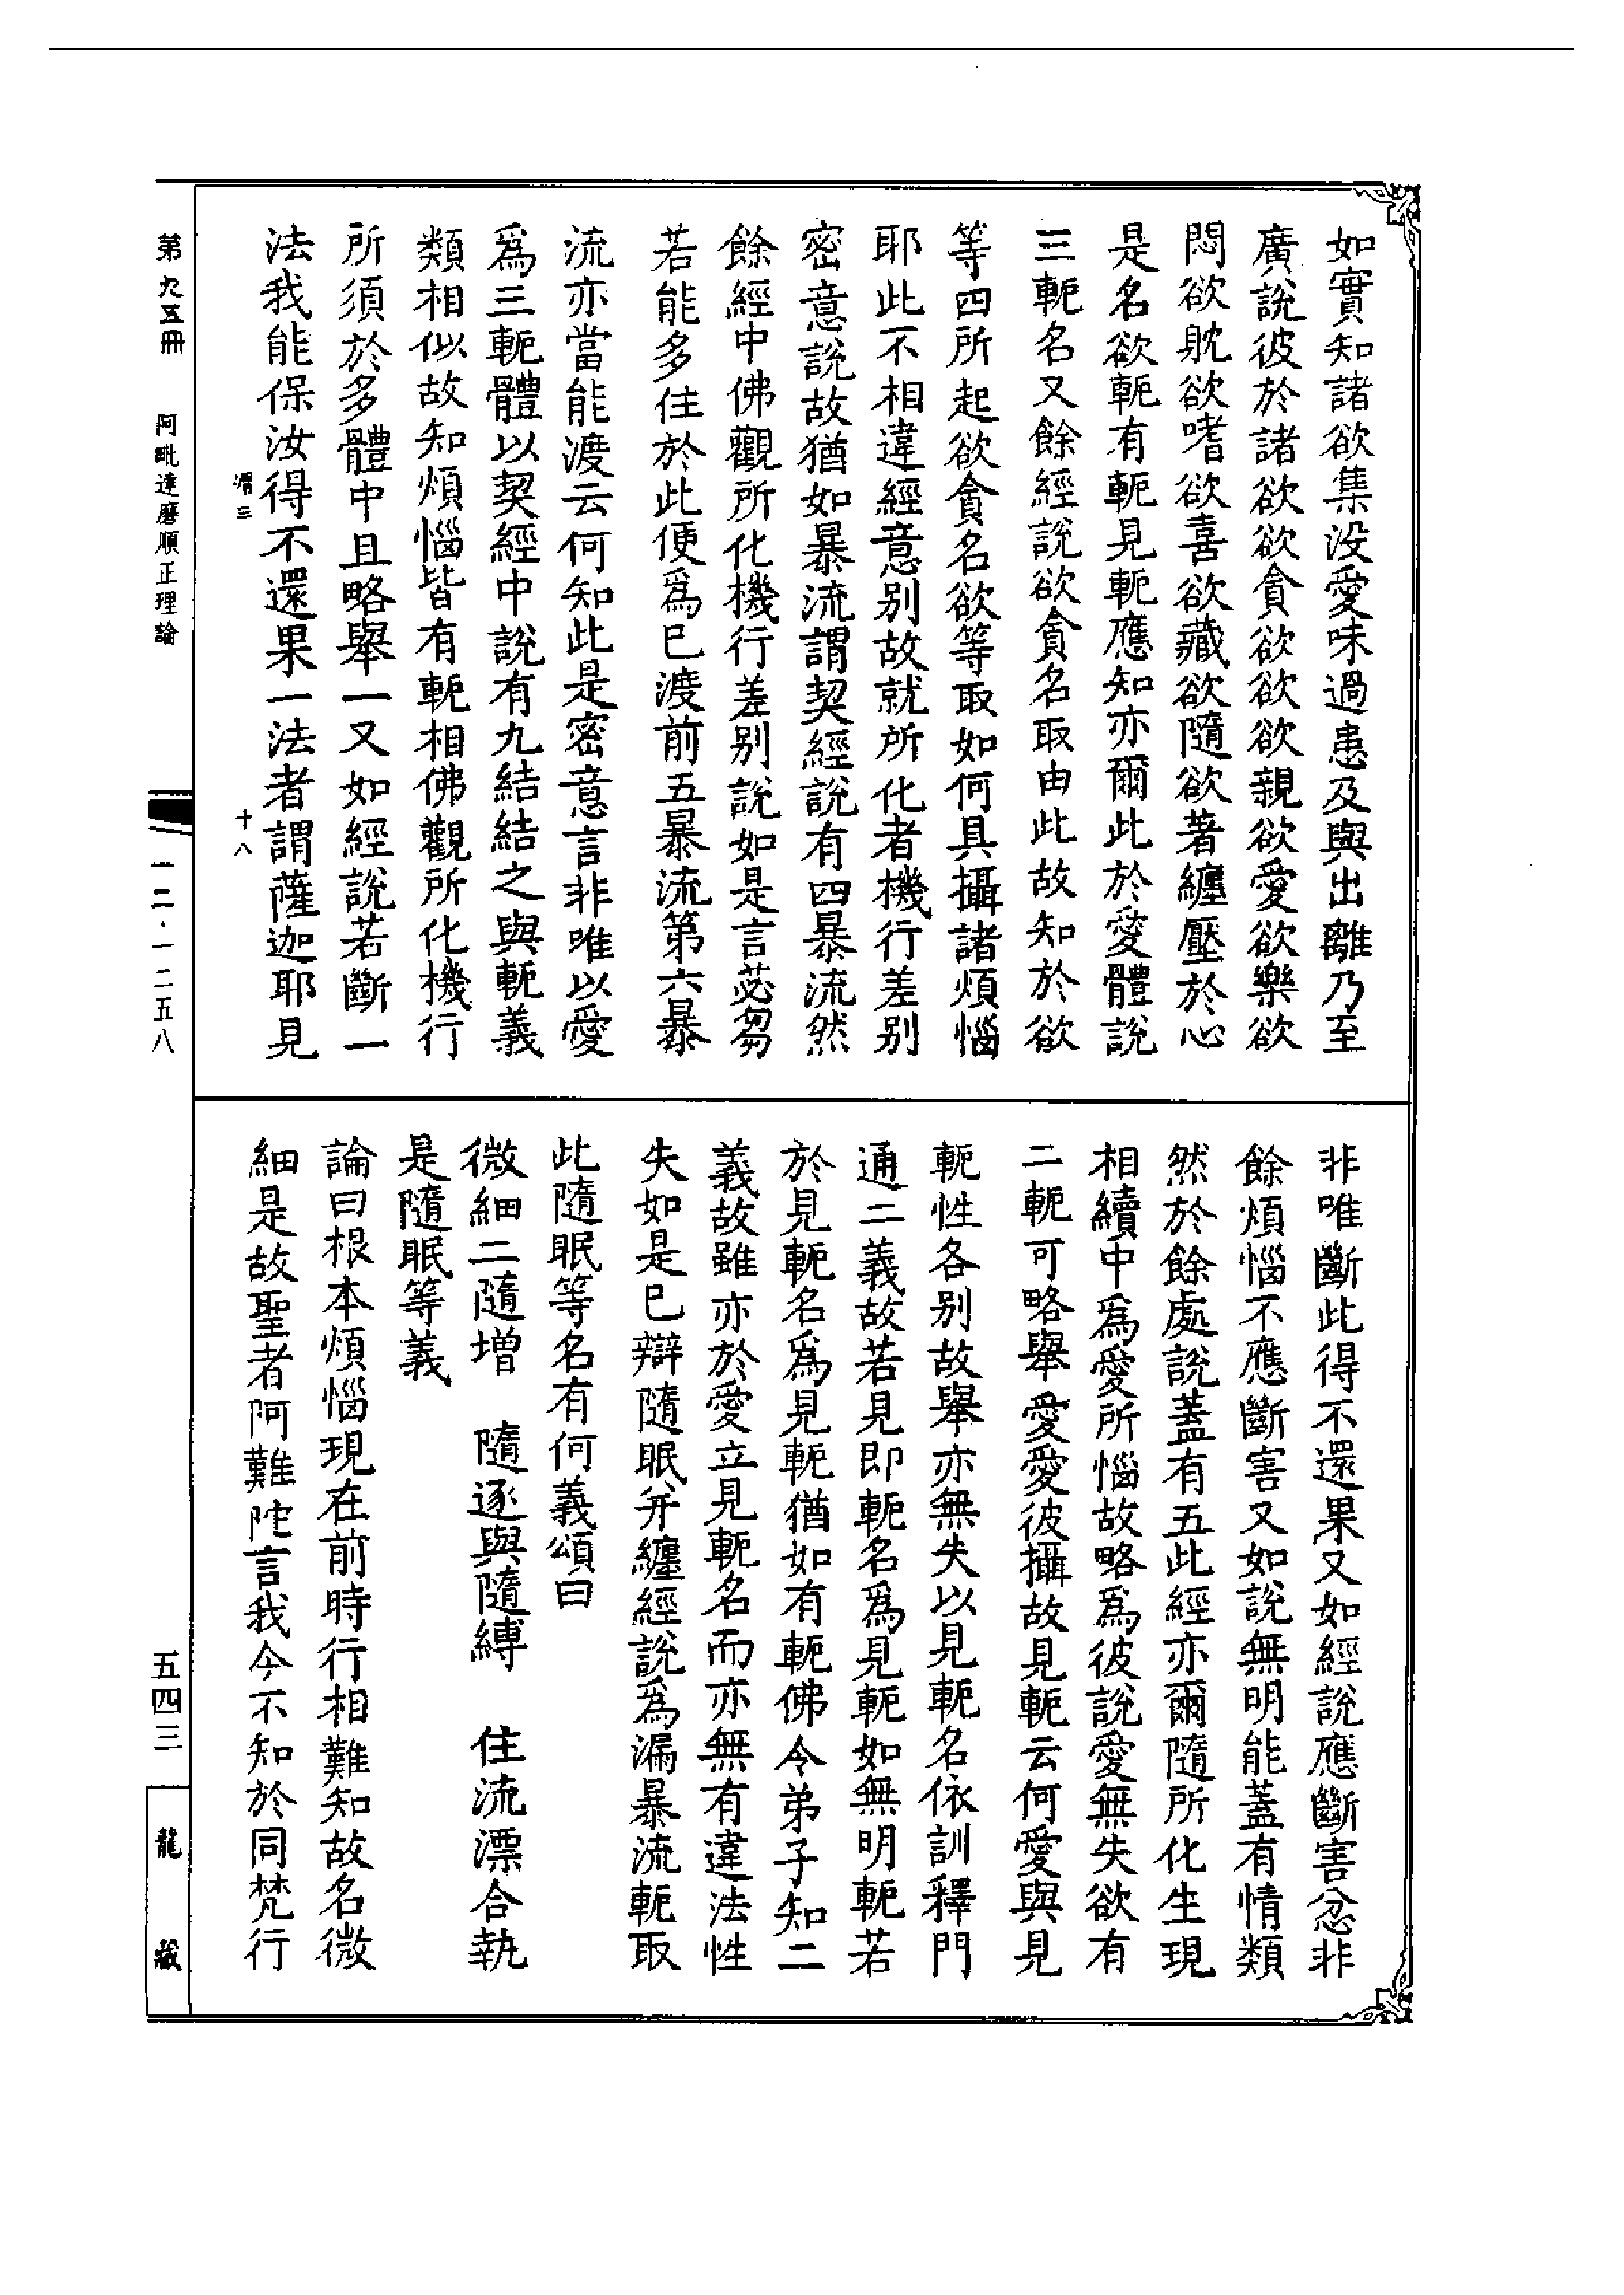 如實知諸欲集没愛味過患及與出離乃至
廣說彼於諸欲欲貪欲欲欲親欲愛欲樂欲
悶欲躭欲嗜欲喜欲藏欲隨欲著纏壓於心
是名欲軛有軛見軛應知亦爾此於愛體說
三軛名又餘經說欲貪名取由此故知於欲
等四所起欲貪名欲等取如何具攝諸煩惱
耶此不相違經意別故就所化者機行差別
密意說故猶如暴流謂契經說有四暴流然
餘經中佛觀所化機行差別說如是言苾芻
若能多住於此便爲已渡前五暴流第六暴
流亦當能渡云何知此是密意言非唯以愛
爲三軛體以契經中說有九結結之與軛義
類相似故知煩惱皆有軛相佛觀所化機行
所須於多體中且略舉一又如經說若斷一
法我能保汝得不還果一法者謂薩迦耶見
非唯斷此得不還果又如經說應斷害忿非
餘煩惱不應斷害又如說無明能蓋有情類
然於餘處說蓋有五此經亦爾隨所化生現
相續中爲愛所惱故略爲彼說愛無失欲有
二軛可略舉愛愛彼攝故見軛云何愛與見
軛性各別故舉亦無失以見軛名依訓釋門
通二義故若見即軛名爲見軛如無明軛若
於見軛名爲見軛猶如有軛佛令弟子知二
義故雖亦於愛立見軛名而亦無有違法性
失如是已辯隨眠并纏經說爲漏暴流軛取
此隨眠等名有何義頌曰
微細二隨增　隨逐與隨縛　住流漂合執
是隨眠等義
論曰根本煩惱現在前時行相難知故名微
細是故聖者阿難陀言我今不知於同梵行
第九五冊　阿毗達磨順正理論
渭三　十八
一二·一二五八
五四三
龍藏